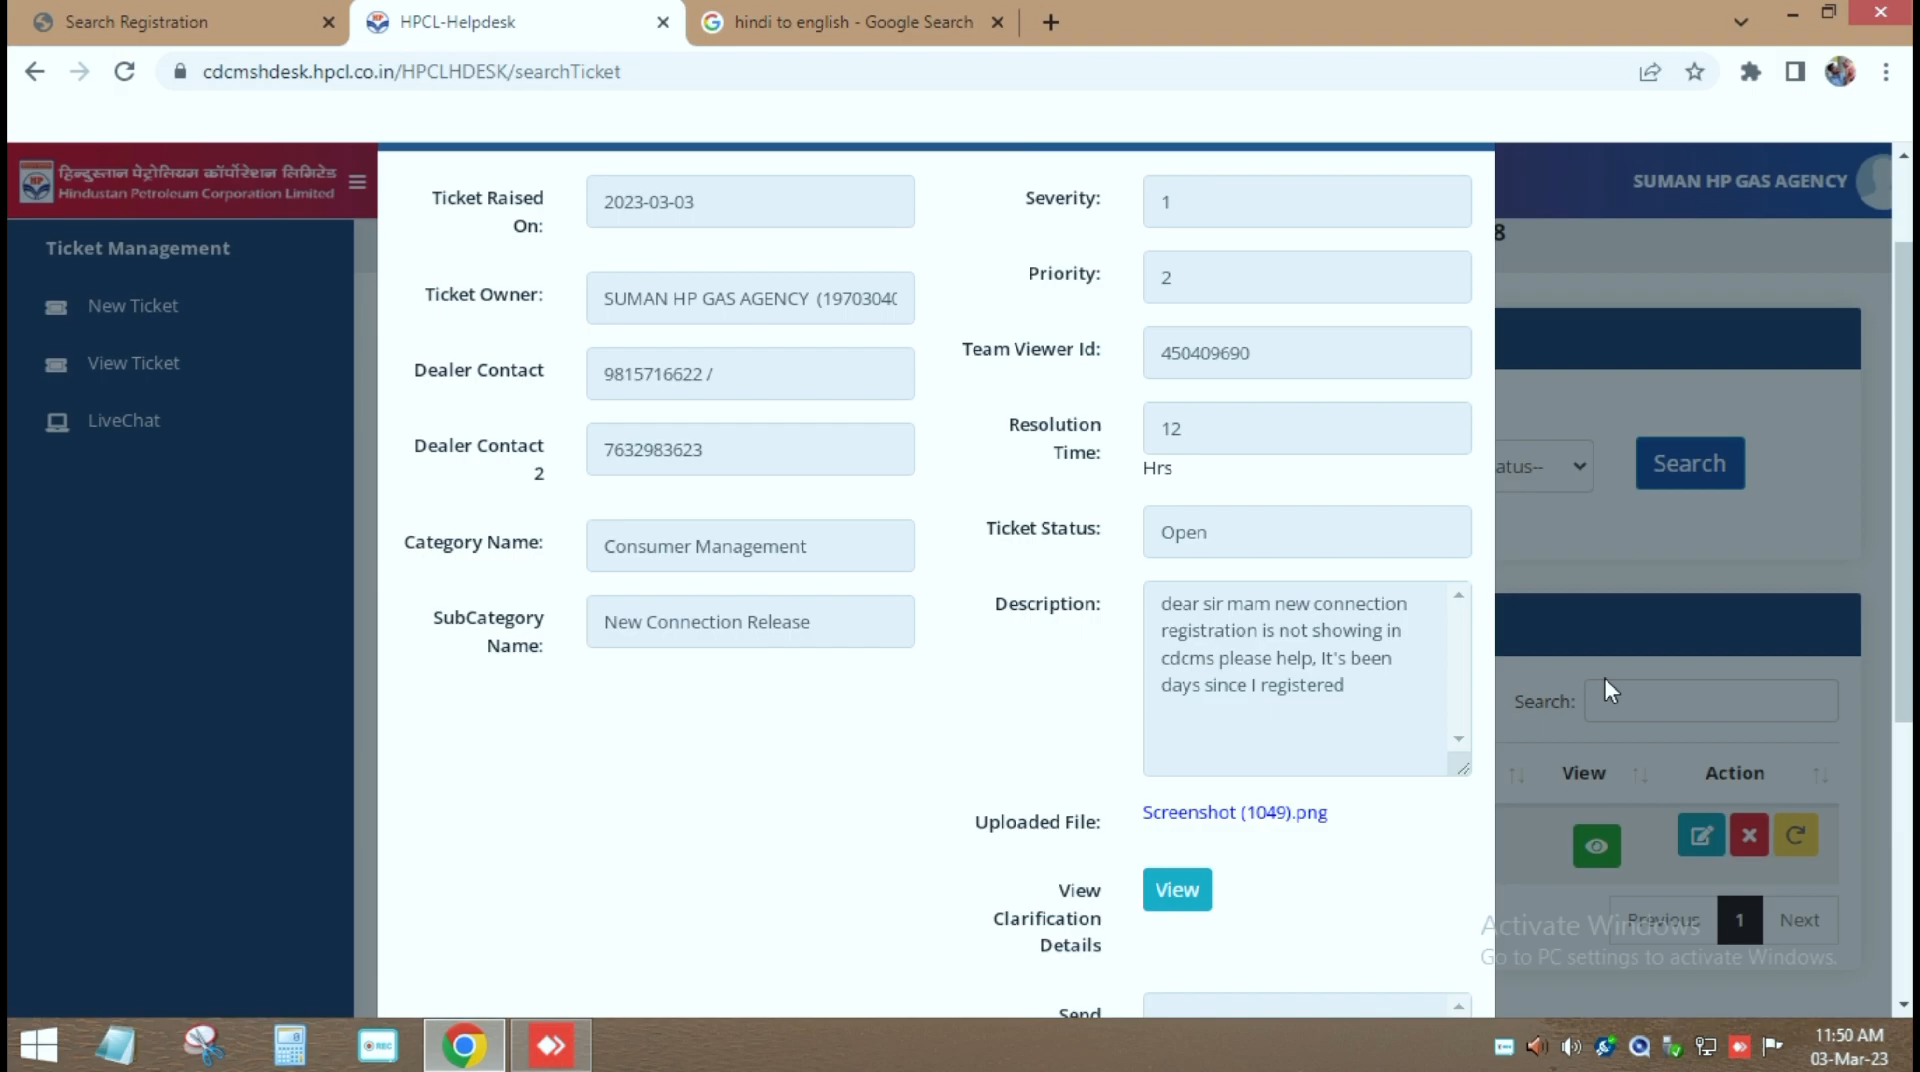 Search Registration
HPCL-Helpdesk
hindi to english - Google Search
cdcmshdesk.hpcl.co.in/HPCLHDESK/searchTicket
हिन्दुस्तान पेट्रोलियम कॉर्पोरेशन लिमिटेड
Hindustan Petroleum Corporation Limited
SUMAN HP GAS AGENCY
8
Ticket Management
New Ticket
View Ticket
LiveChat
Ticket Raised
On:
2023-03-03
Ticket Owner:
SUMAN HP GAS AGENCY (1970304
Dealer Contact
9815716622 /
Dealer Contact
2
7632983623
Category Name:
Consumer Management
SubCategory
Name:
New Connection Release
Severity:
1
Priority:
2
Team Viewer Id:
450409690
Resolution
Time:
12
Hrs
Ticket Status:
Open
Description:
dear sir mam new connection
registration is not showing in
cdcms please help, It's been
days since I registered
Uploaded File:
Screenshot (1049).png
View
Clarification
Details
View
Send
atus--
Search
Search:
View
Action
Previous
1
Next
Activate Windows
Go to PC settings to activate Windows.
REC
11:50 AM
03-Mar-23